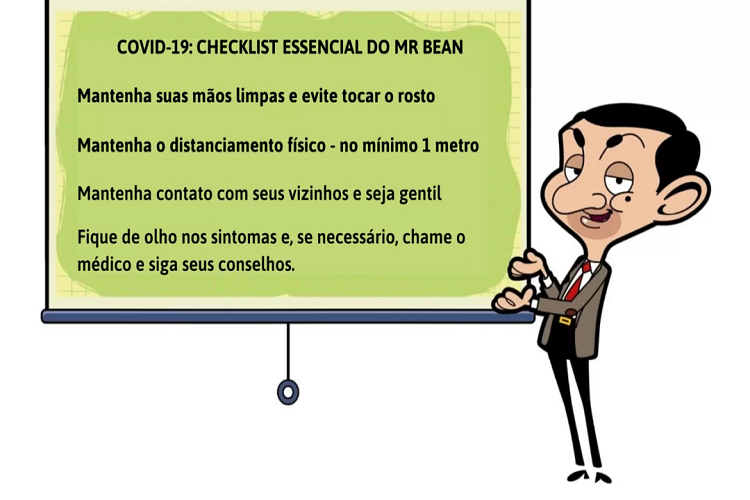 COVID-19: CHECKLIST ESSENCIAL DO MR BEAN
Mantenha suas mãos limpas e evite tocar o rosto
Mantenha o distanciamento físico - no mínimo 1 metro
Mantenha contato com seus vizinhos e seja gentil
Fique de olho nos sintomas e, se necessário, chame o
médico e siga seus conselhos.